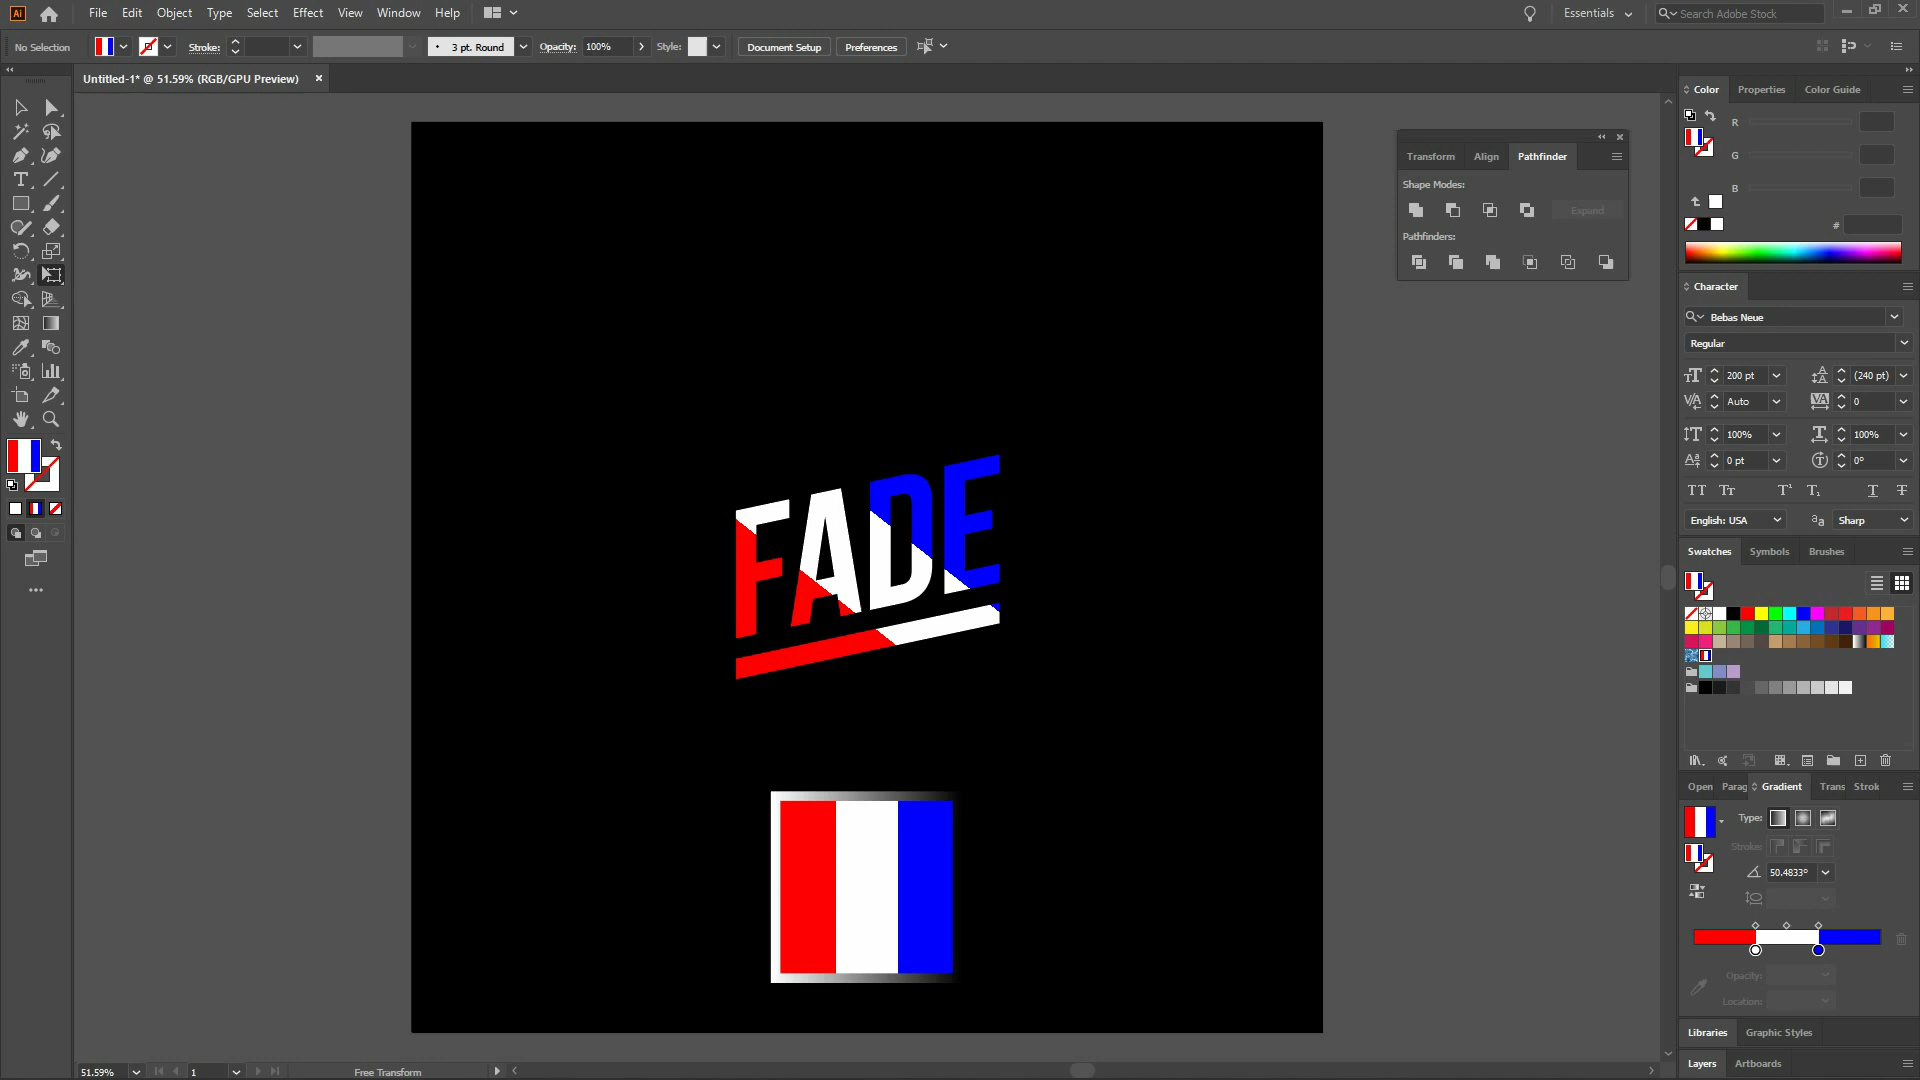 Ai File Edit Object Type Select Effect View Window Help Essentials Search Adobe Stock
No Selection Stroke: 3 pt. Round Opacity: 100% Style: Document Setup Preferences
Untitled-1* @ 51.59% (RGB/GPU Preview)
Color Properties Color Guide
R
G
B
#
Transform Align Pathfinder
Shape Modes:
Expand
Pathfinders:
Character
Bebas Neue
Regular
200 pt (240 pt)
Auto 0
100% 100%
0 pt 0°
English: USA Sharp
FADE
Swatches Symbols Brushes
Open Parag Gradient Trans Strok
Type:
Stroke:
50.4833°
Opacity:
Location:
Libraries Graphic Styles
Layers Artboards
51.59% 1 Free Transform